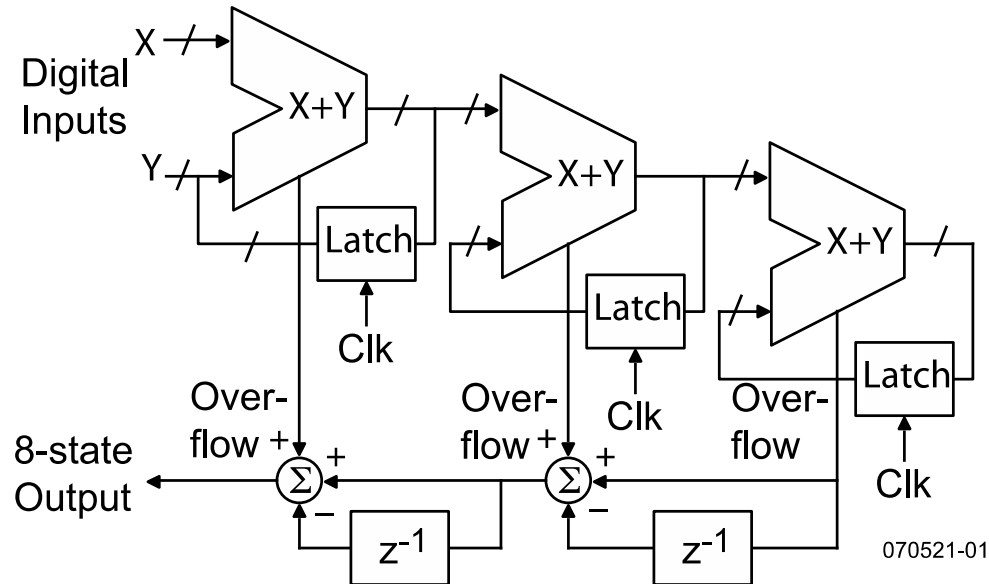 X
Digital
Inputs
Y
X+Y
Latch
Clk
X+Y
Latch
Clk
X+Y
Latch
Clk
Over-
flow
+
+
−
Σ
Over-
flow
+
+
−
Σ
Over-
flow
8-state
Output
z⁻¹
z⁻¹
070521-01